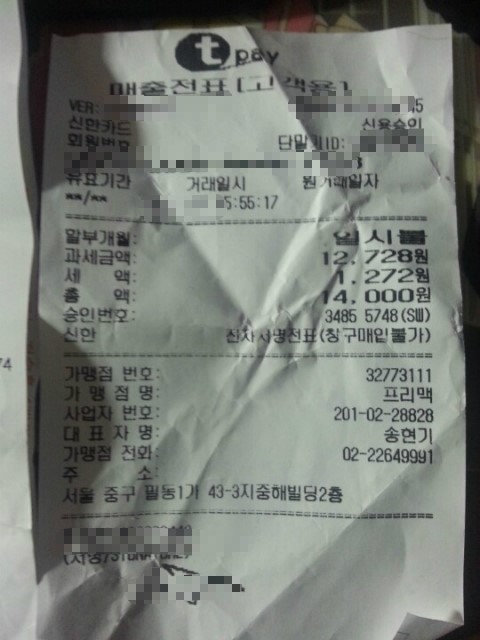 t pay
매출전표[고객용]
VER:
신한카드 신용승인
회원번호 단말기ID:
유효기간 거래일시 원거래일자
**/** 5:55:17
할부개월: 일시불
과세금액: 12,728원
세 액: 1,272원
총 액: 14,000원
승인번호: 3485 5748(SW)
신한 전자서명전표(창구매입불가)
가맹점 번호: 32773111
가 맹 점 명: 프리맥
사업자 번호: 201-02-28828
대 표 자 명: 송현기
가맹점 전화: 02-22649991
주 소:
서울 중구 필동1가 43-3지중해빌딩2층